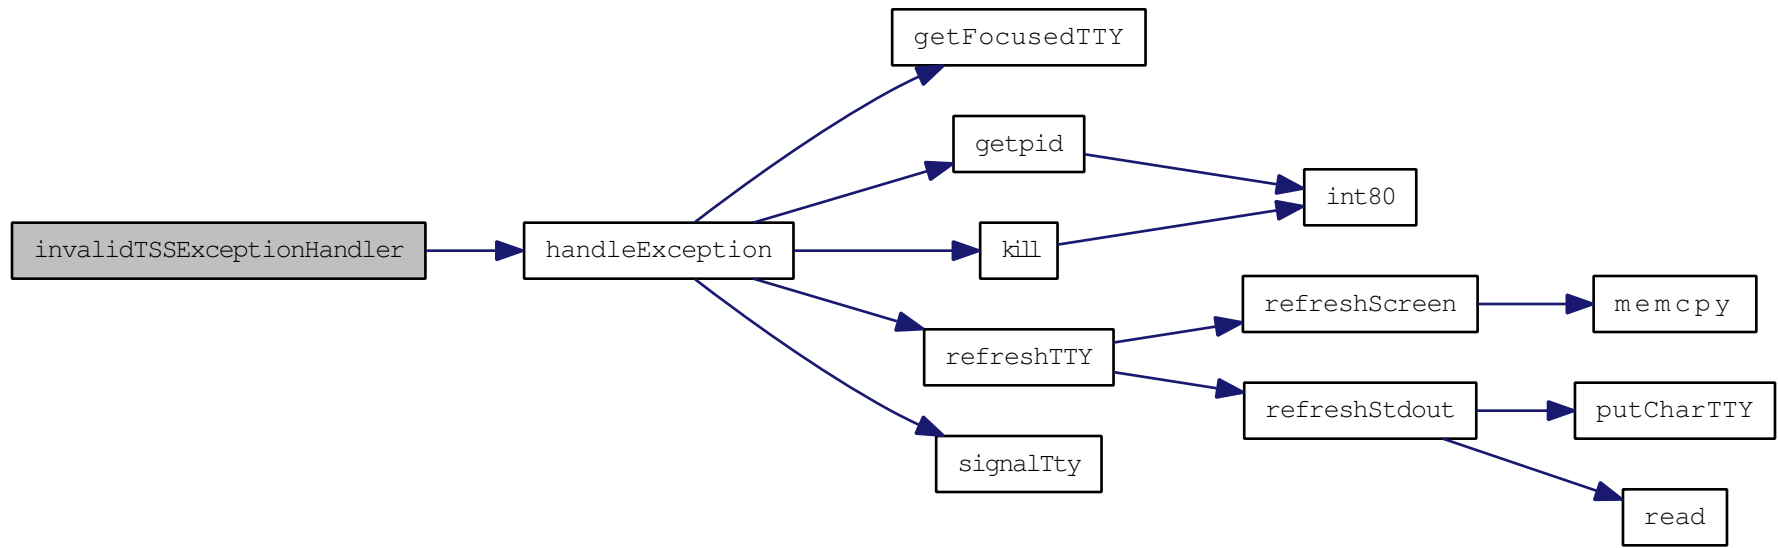 getFocusedTTY
getpid
int80
invalidTSSExceptionHandler
handleException
kill
refreshScreen
memcpy
refreshTTY
refreshStdout
putCharTTY
signalTty
read